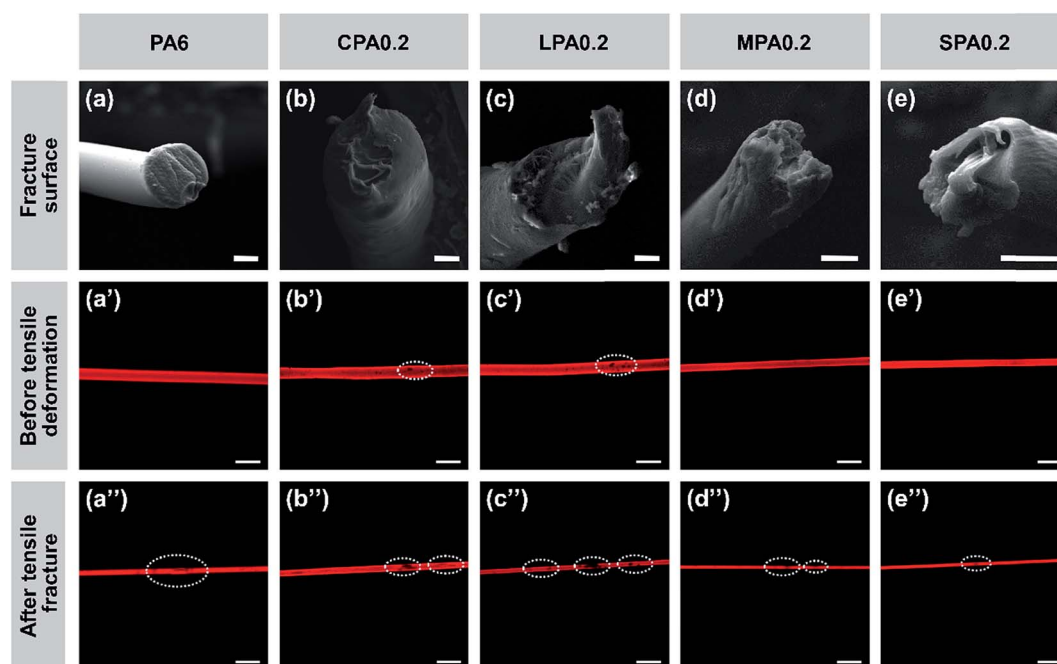 PA6
CPA0.2
LPA0.2
MPA0.2
SPA0.2
Fracture
surface
(a)
(b)
(c)
(d)
(e)
Before tensile
deformation
(a')
(b')
(c')
(d')
(e')
After tensile
fracture
(a'')
(b'')
(c'')
(d'')
(e'')